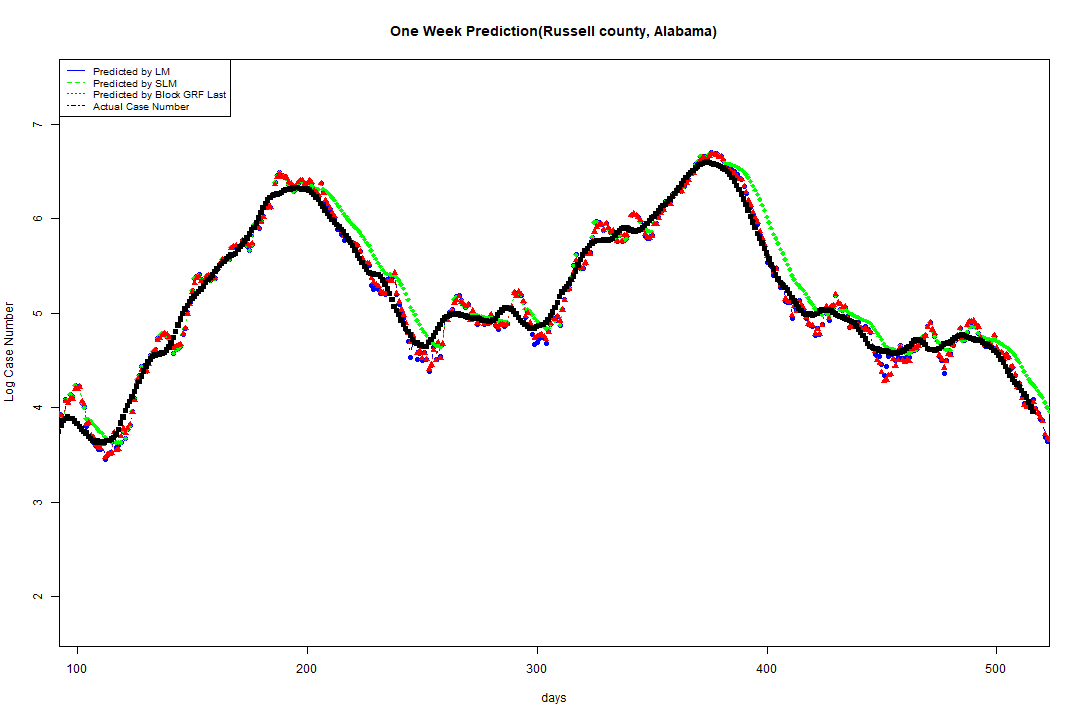 One Week Prediction(Russell county, Alabama)
Predicted by LM
Predicted by SLM
Predicted by Block GRF Last
Actual Case Number
Log Case Number
7
6
5
4
3
2
100 200 300 400 500
days